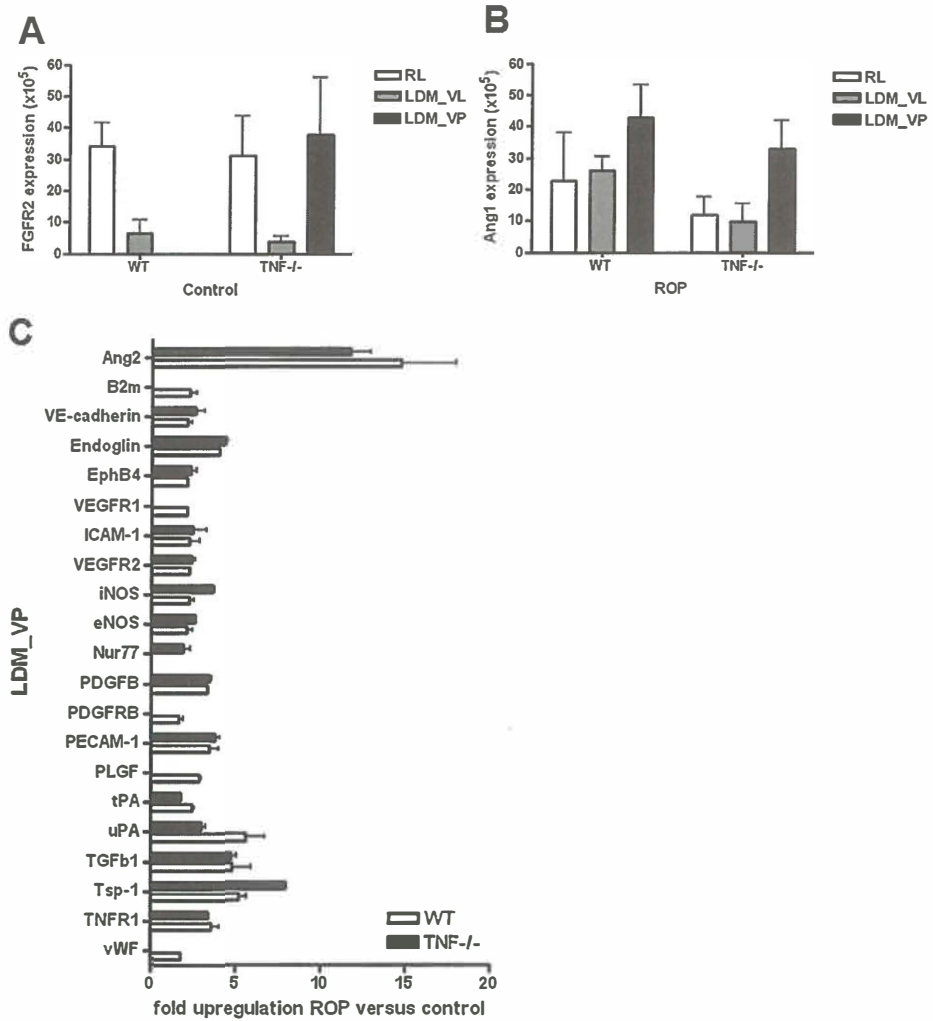 A
FGFR2 expression (x10⁵)
60
50
40
30
20
10
0
WT
TNF-/-
Control
RL
LDM_VL
LDM_VP
B
Ang1 expression (x10⁵)
60
50
40
30
20
10
0
WT
TNF-/-
ROP
RL
LDM_VL
LDM_VP
C
LDM_VP
Ang2
B2m
VE-cadherin
Endoglin
EphB4
VEGFR1
ICAM-1
VEGFR2
iNOS
eNOS
Nur77
PDGFB
PDGFRB
PECAM-1
PLGF
tPA
uPA
TGFb1
Tsp-1
TNFR1
vWF
WT
TNF-/-
0 5 10 15 20
fold upregulation ROP versus control